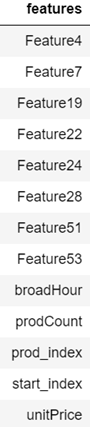 features
Feature4
Feature7
Feature19
Feature22
Feature24
Feature28
Feature51
Feature53
broadHour
prodCount
prod_index
start_index
unitPrice